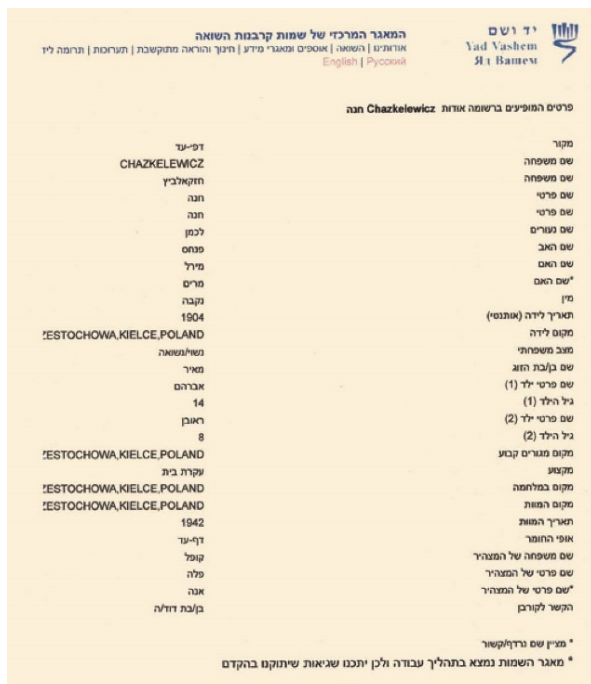 יד ושם
Yad Vashem
Яд Вашем
המאגר המרכזי של שמות קרבנות השואה
אודותינו | השואה | אוספים ומאגרי מידע | חינוך והוראה מתוקשבת | תערוכות | תרומה ליד
English | Русский
פרטים המופיעים ברשומה אודות Chazkelewicz חנה
מקור דפי-עד
שם משפחה CHAZKELEWICZ
שם משפחה חזקאלביץ
שם פרטי חנה
שם פרטי חנה
שם נעורים לכמן
שם האב פנחס
שם האם מירל
*שם האם מרים
מין נקבה
תאריך לידה (אותנטי) 1904
מקום לידה ZESTOCHOWA,KIELCE,POLAND
מצב משפחתי נשוי/נשואה
שם בן/בת הזוג מאיר
שם פרטי ילד (1) אברהם
גיל הילד (1) 14
שם פרטי ילד (2) ראובן
גיל הילד (2) 8
מקום מגורים קבוע ZESTOCHOWA,KIELCE,POLAND
מקצוע עקרת בית
מקום במלחמה ZESTOCHOWA,KIELCE,POLAND
מקום המוות ZESTOCHOWA,KIELCE,POLAND
תאריך המוות 1942
אופי החומר דף-עד
שם משפחה של המצהיר קופל
שם פרטי של המצהיר פלה
*שם פרטי של המצהיר אנה
הקשר לקורבן בן/בת דוד/ה
* מציין שם נרדף/קשור
* מאגר השמות נמצא בתהליך עבודה ולכן יתכנו שגיאות שיתוקנו בהקדם